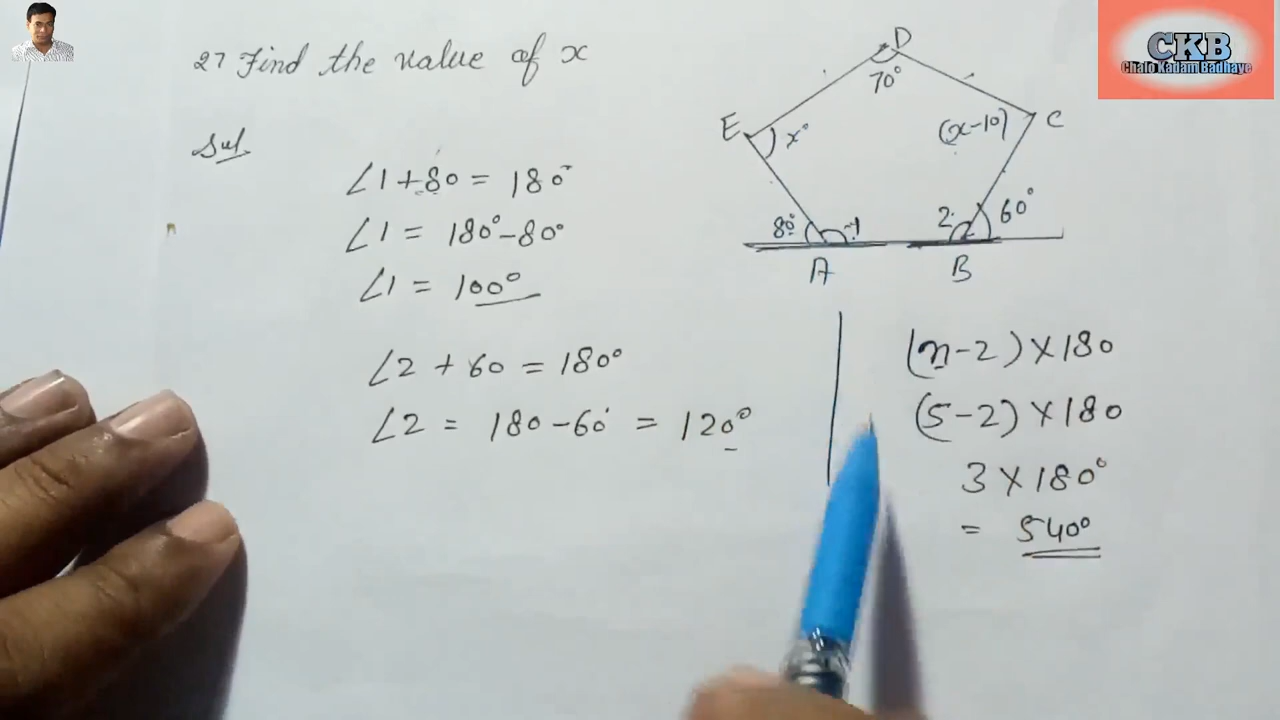 27 Find the value of x
Sol.
∠1 + 80 = 180°
∠1 = 180° - 80°
∠1 = 100°
∠2 + 60 = 180°
∠2 = 180 - 60° = 120°
D
70°
E
x°
(x-10)
C
80°
1
2
60°
A
B
(n-2) × 180
(5-2) × 180
3 × 180°
= 540°
CKB
Chalo Kadam Badhaye